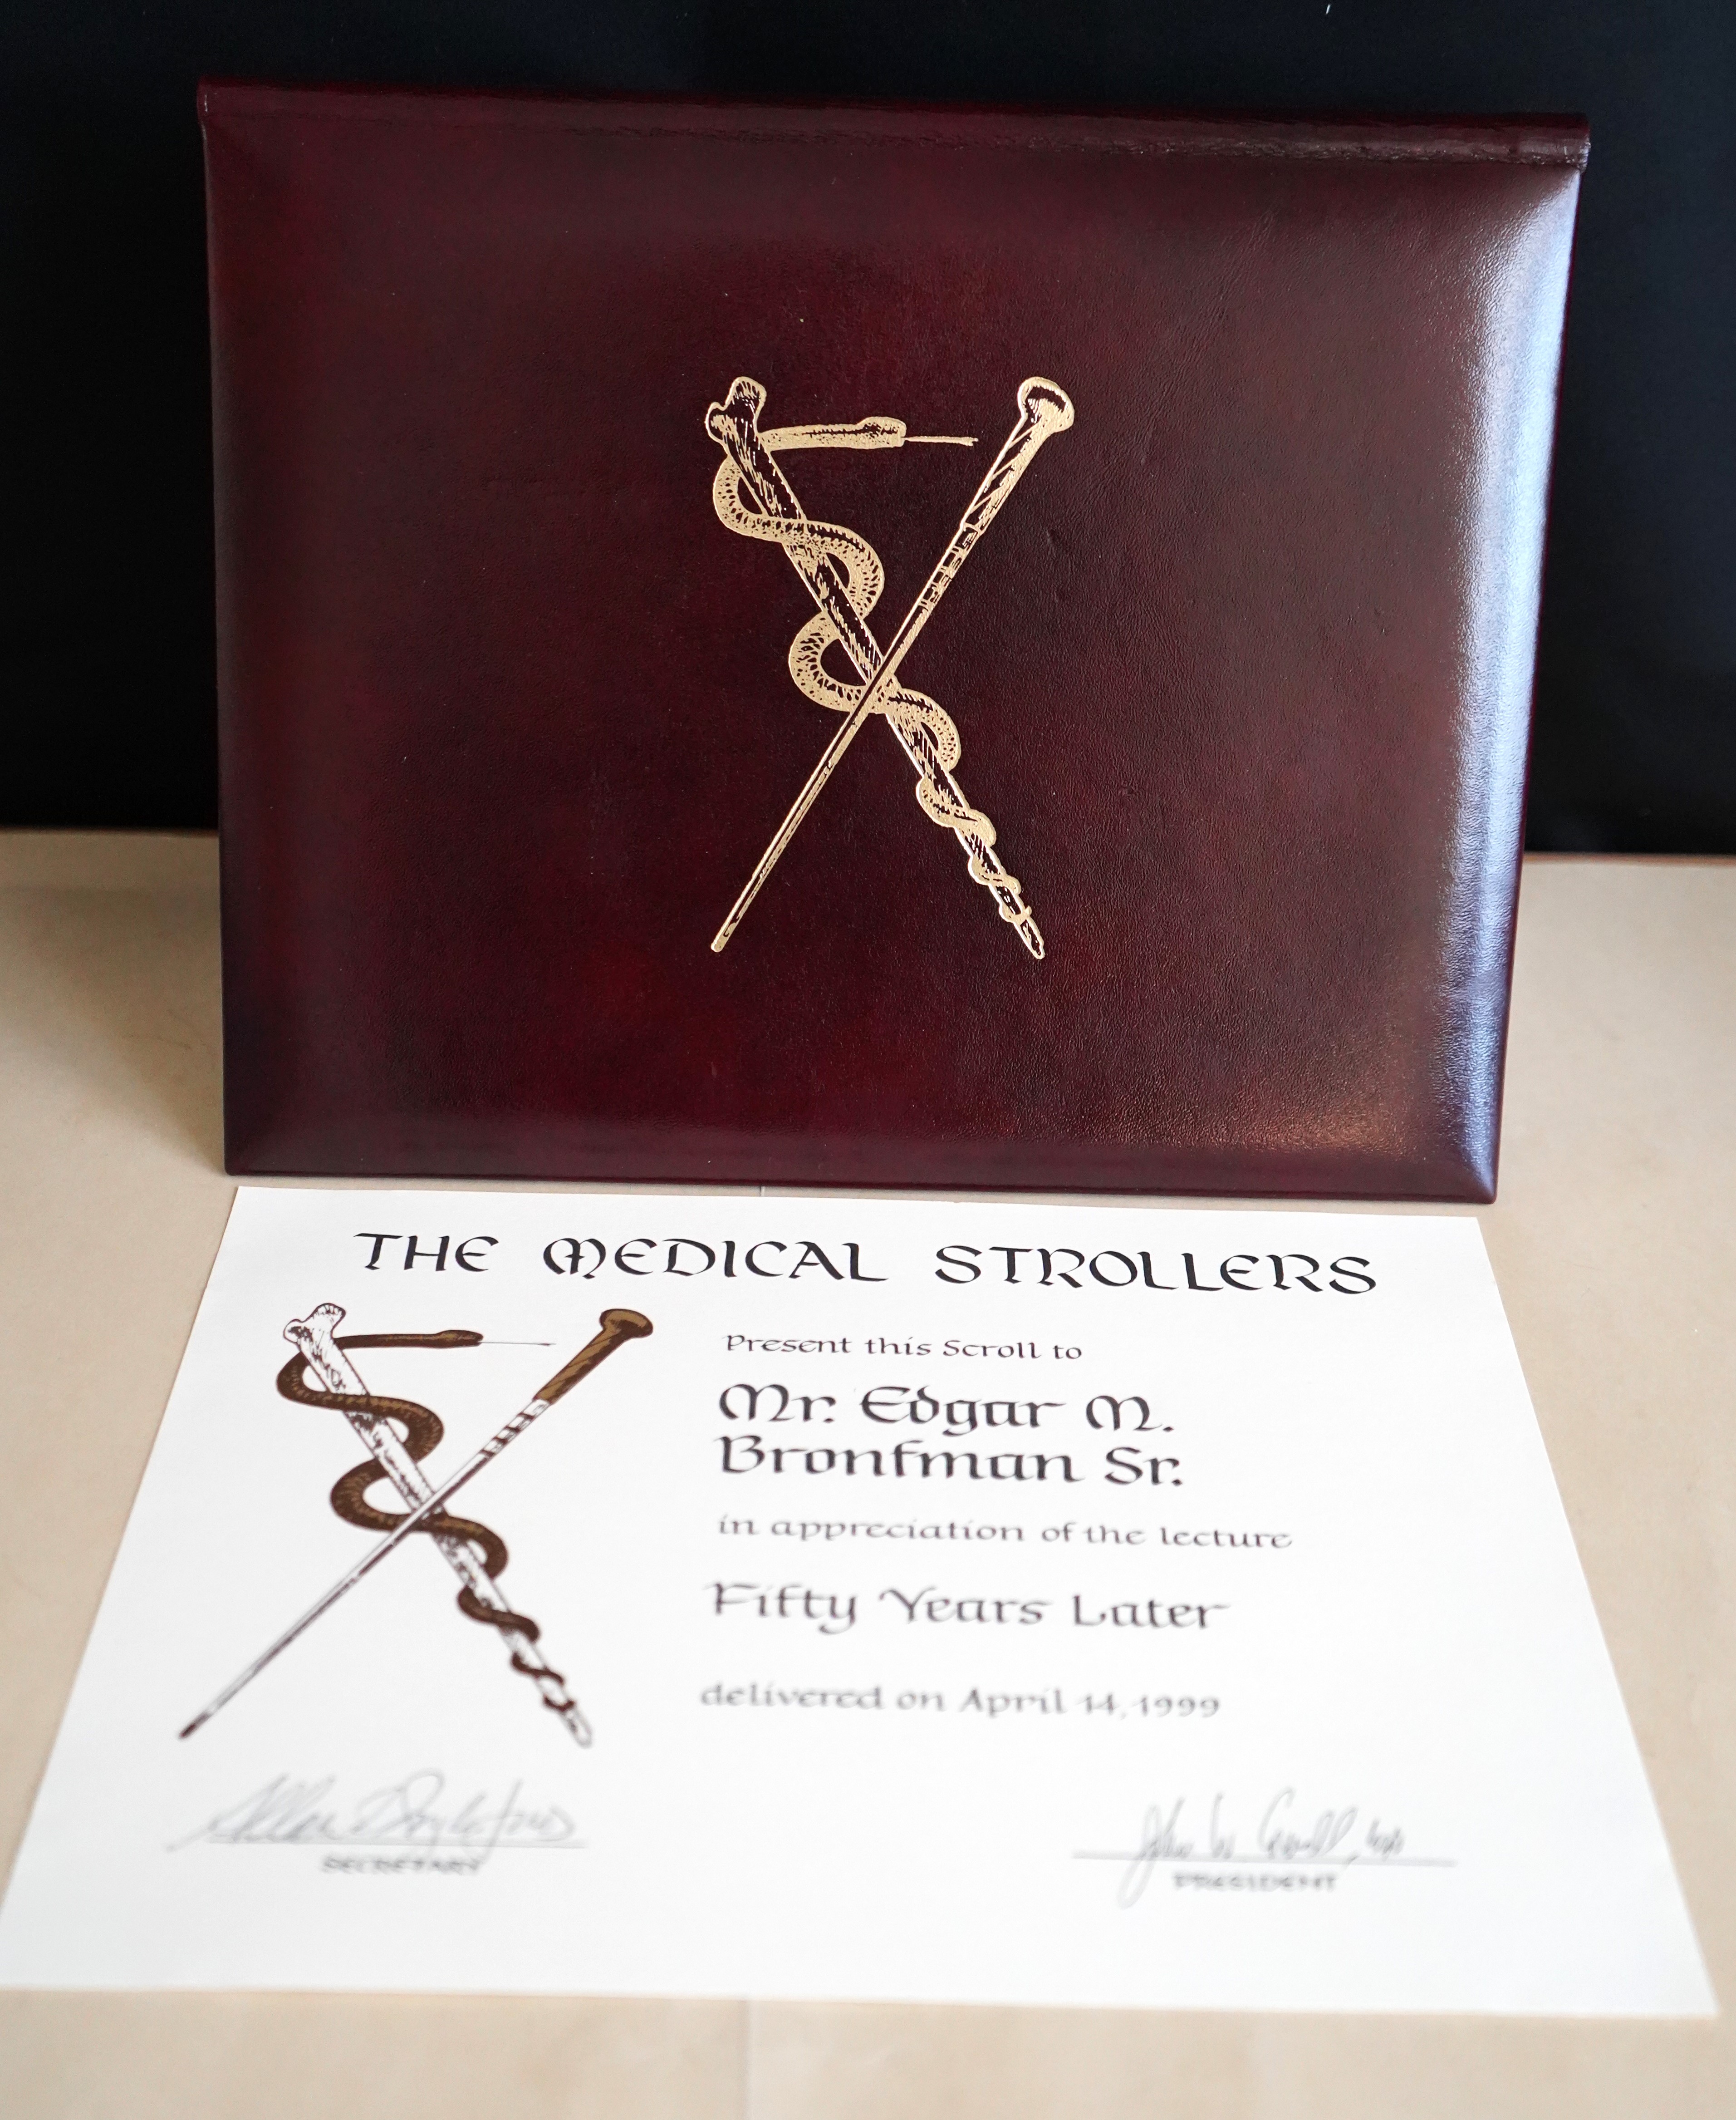 THE MEDICAL STROLLERS
Present this Scroll to
Mr. Edgar M.
Bronfman Sr.
in appreciation of the lecture
Fifty Years Later
delivered on April 14, 1999
SECRETARY
PRESIDENT